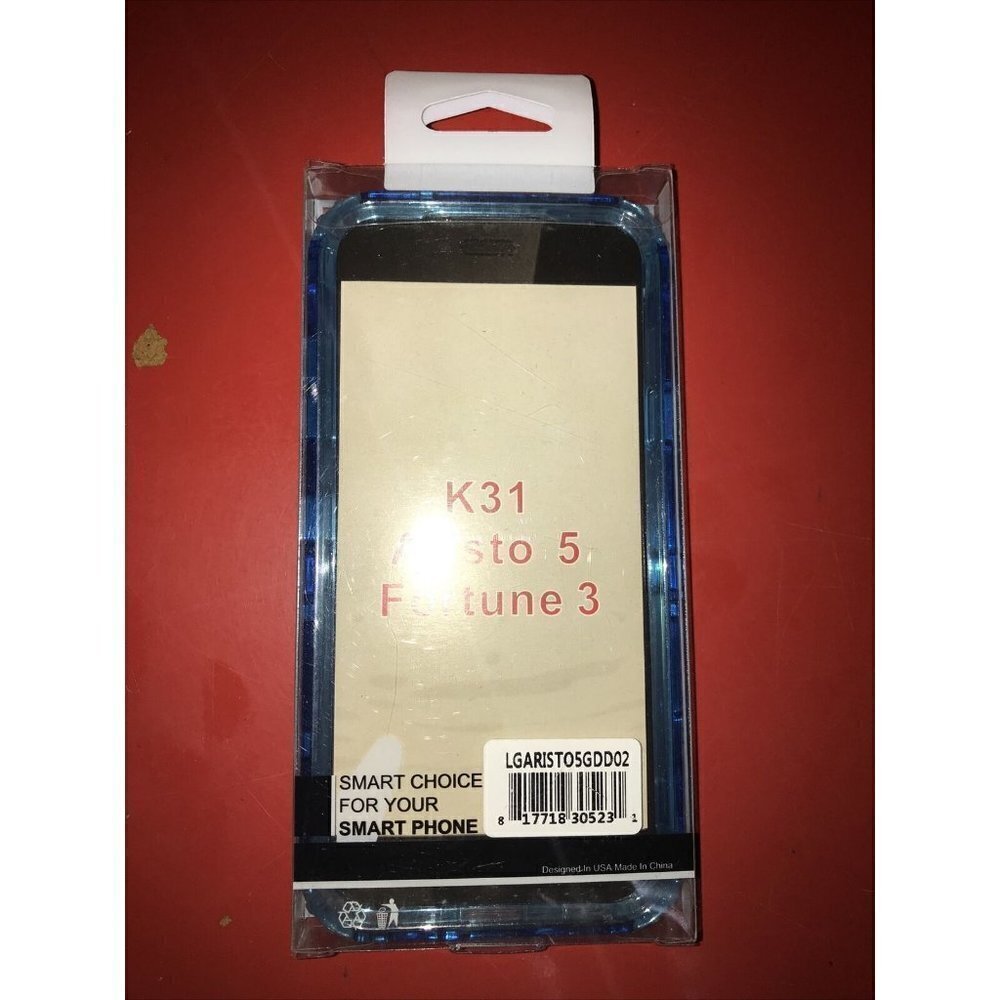 K31
5
Fortune 3
LGARISTO5GDD02
8 17718 30523 1
SMART CHOICE
FOR YOUR
SMART PHONE
Designed In USA Made In China